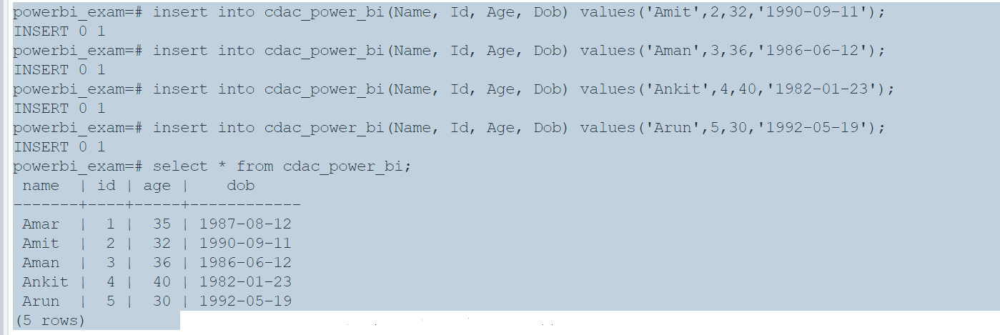 powerbi_exam=# insert into cdac_power_bi(Name, Id, Age, Dob) values('Amit',2,32,'1990-09-11');
INSERT 0 1
powerbi_exam=# insert into cdac_power_bi(Name, Id, Age, Dob) values('Aman',3,36,'1986-06-12');
INSERT 0 1
powerbi_exam=# insert into cdac_power_bi(Name, Id, Age, Dob) values('Ankit',4,40,'1982-01-23');
INSERT 0 1
powerbi_exam=# insert into cdac_power_bi(Name, Id, Age, Dob) values('Arun',5,30,'1992-05-19');
INSERT 0 1
powerbi_exam=# select * from cdac_power_bi;
 name  | id | age |    dob
-------+----+-----+------------
 Amar  |  1 |  35 | 1987-08-12
 Amit  |  2 |  32 | 1990-09-11
 Aman  |  3 |  36 | 1986-06-12
 Ankit |  4 |  40 | 1982-01-23
 Arun  |  5 |  30 | 1992-05-19
(5 rows)